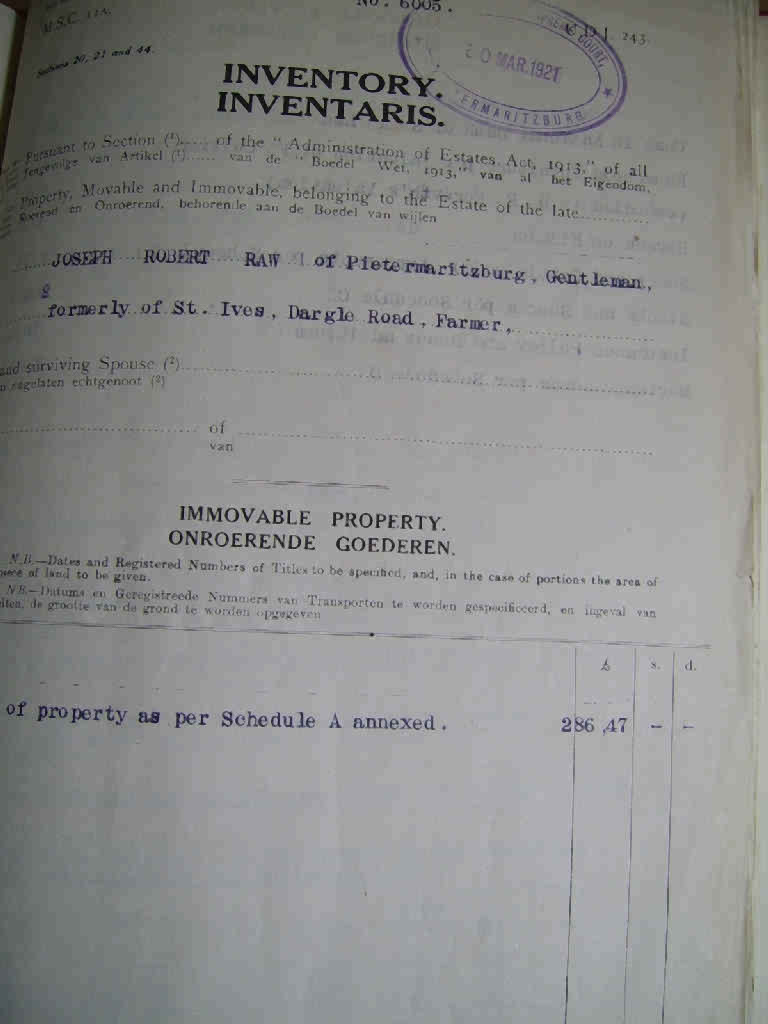 No. 6005.
M.S.C. 12A.
243.
Sections 20, 21 and 44.
COURT
20 MAR. 1921
ERMARITZBURG
INVENTORY.
INVENTARIS.
Pursuant to Section (¹)..... of the " Administration of Estates Act, 1913," of all
Tengevolge van Artikel (¹)...... van de " Boedel Wet, 1913," van al het Eigendom,
Property, Movable and Immovable, belonging to the Estate of the late............
Roerend en Onroerend, behorende aan de Boedel van wijlen
JOSEPH ROBERT RAW of Pietermaritzburg, Gentleman,
formerly of St. Ives, Dargle Road, Farmer,
and surviving Spouse (²)
nagelaten echtgenoot (²)
of
van
IMMOVABLE PROPERTY.
ONROERENDE GOEDEREN.
N.B.—Dates and Registered Numbers of Titles to be specified, and, in the case of portions the area of
piece of land to be given.
NB.—Datums en Geregistreede Nummers van Transporten te worden gespecificeerd, en ingeval van
de grootte van de grond te worden opgegeven
£ s. d.
of property as per Schedule A annexed. 286,47 - -